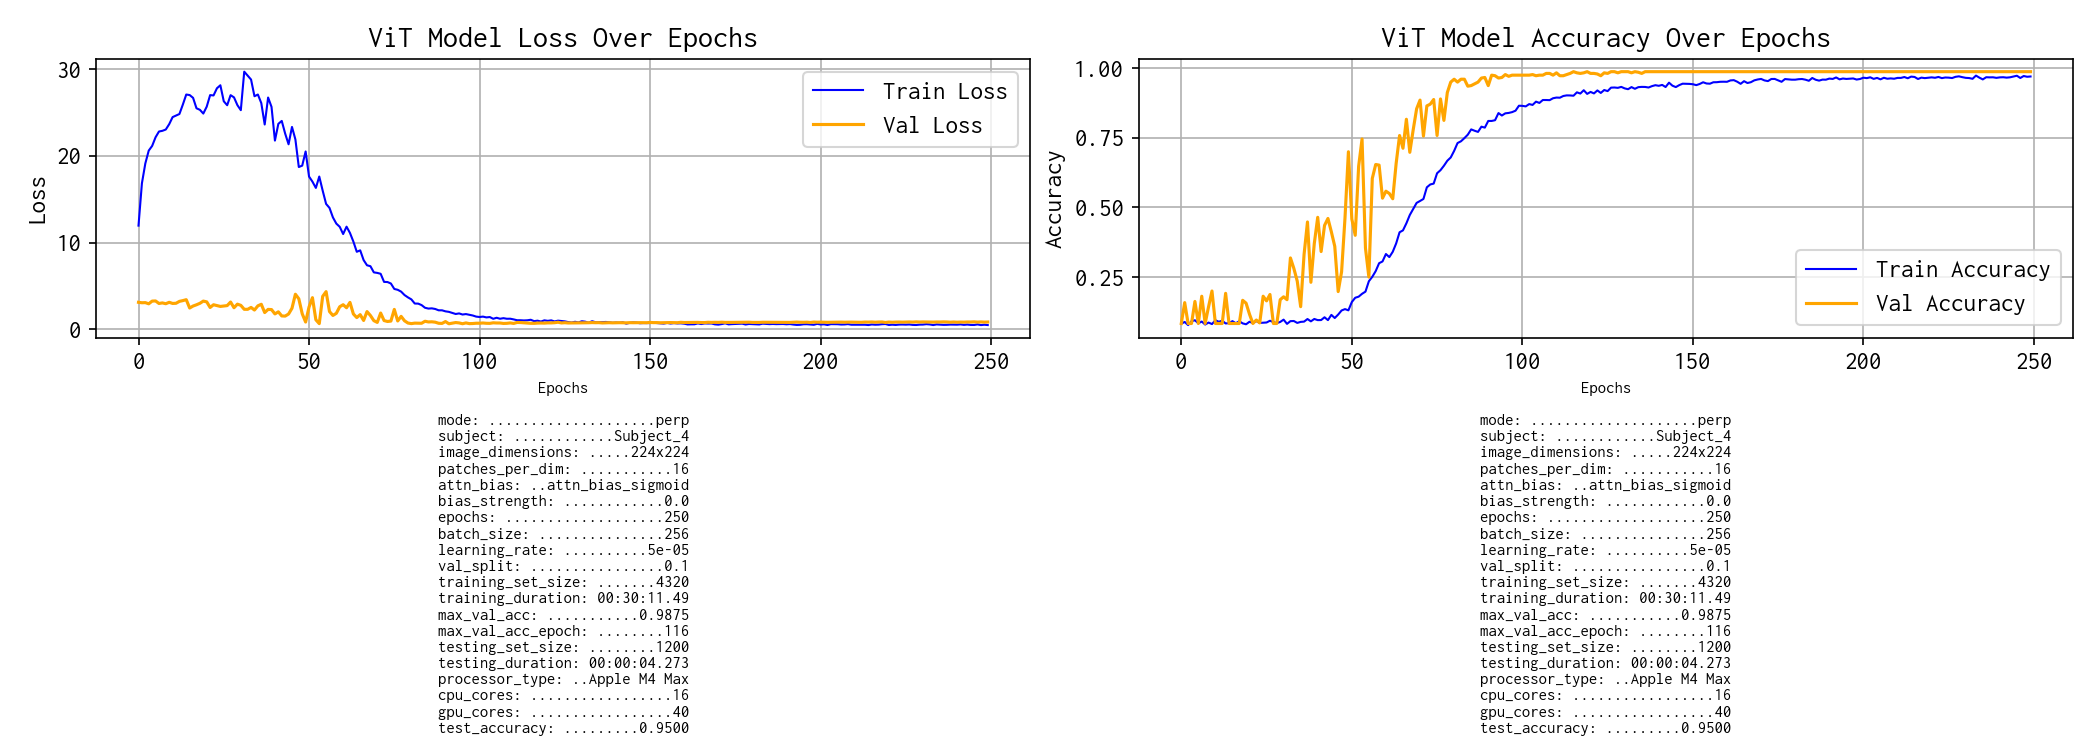 ViT Model Loss Over Epochs
30
20
10
0
Loss
Train Loss
Val Loss
0 50 100 150 200 250
Epochs
mode: ....................perp
subject: ............Subject_4
image_dimensions: .....224x224
patches_per_dim: ...........16
attn_bias: ..attn_bias_sigmoid
bias_strength: ............0.0
epochs: ...................250
batch_size: ...............256
learning_rate: ..........5e-05
val_split: ................0.1
training_set_size: .......4320
training_duration: 00:30:11.49
max_val_acc: ...........0.9875
max_val_acc_epoch: ........116
testing_set_size: ........1200
testing_duration: 00:00:04.273
processor_type: ..Apple M4 Max
cpu_cores: .................16
gpu_cores: .................40
test_accuracy: .........0.9500
ViT Model Accuracy Over Epochs
1.00
0.75
0.50
0.25
Accuracy
Train Accuracy
Val Accuracy
0 50 100 150 200 250
Epochs
mode: ....................perp
subject: ............Subject_4
image_dimensions: .....224x224
patches_per_dim: ...........16
attn_bias: ..attn_bias_sigmoid
bias_strength: ............0.0
epochs: ...................250
batch_size: ...............256
learning_rate: ..........5e-05
val_split: ................0.1
training_set_size: .......4320
training_duration: 00:30:11.49
max_val_acc: ...........0.9875
max_val_acc_epoch: ........116
testing_set_size: ........1200
testing_duration: 00:00:04.273
processor_type: ..Apple M4 Max
cpu_cores: .................16
gpu_cores: .................40
test_accuracy: .........0.9500